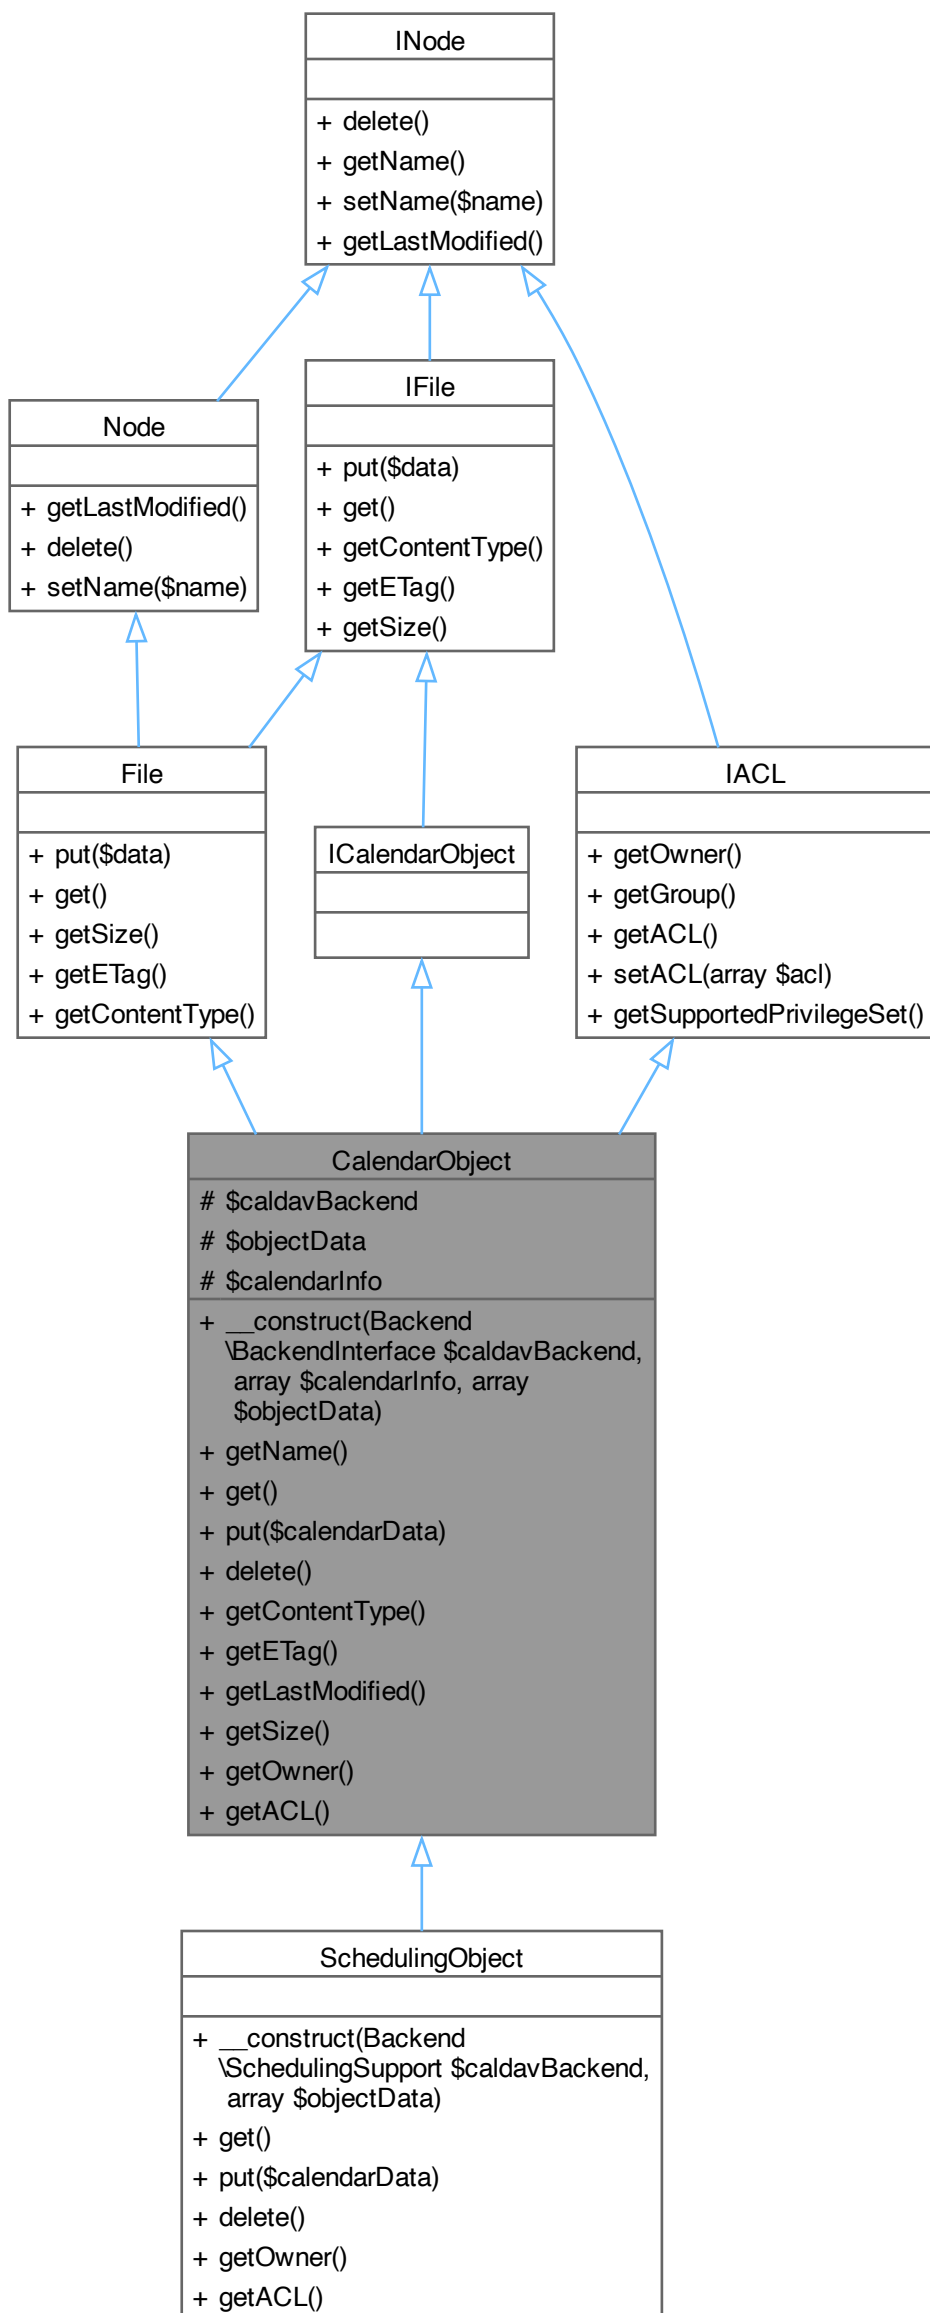 INode
+ delete()
+ getName()
+ setName($name)
+ getLastModified()
Node
+ getLastModified()
+ delete()
+ setName($name)
IFile
+ put($data)
+ get()
+ getContentType()
+ getETag()
+ getSize()
File
+ put($data)
+ get()
+ getSize()
+ getETag()
+ getContentType()
ICalendarObject
IACL
+ getOwner()
+ getGroup()
+ getACL()
+ setACL(array $acl)
+ getSupportedPrivilegeSet()
CalendarObject
# $caldavBackend
# $objectData
# $calendarInfo
+ __construct(Backend
\BackendInterface $caldavBackend,
array $calendarInfo, array
$objectData)
+ getName()
+ get()
+ put($calendarData)
+ delete()
+ getContentType()
+ getETag()
+ getLastModified()
+ getSize()
+ getOwner()
+ getACL()
SchedulingObject
+ __construct(Backend
\SchedulingSupport $caldavBackend,
array $objectData)
+ get()
+ put($calendarData)
+ delete()
+ getOwner()
+ getACL()